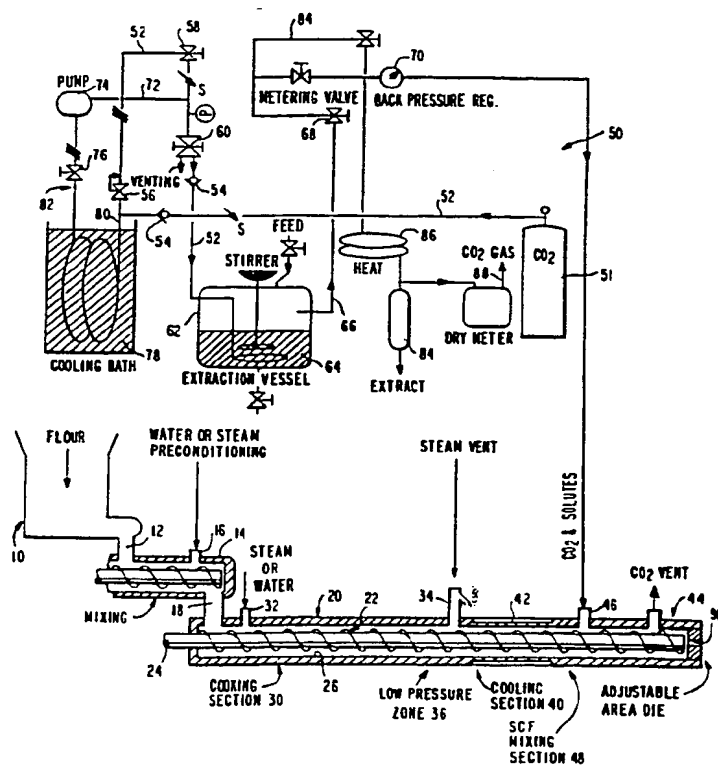 84
58
52
70
PUMP
74
72
S
METERING VALVE
BACK PRESSURE REG.
P
68
50
60
76
VENTING
82
80
56
54
52
54
S
52
FEED
86
CO2 GAS
CO2
STIRRER
HEAT
88
51
62
66
84
DRY METER
78
64
COOLING BATH
EXTRACTION VESSEL
EXTRACT
FLOUR
WATER OR STEAM
PRECONDITIONING
STEAM VENT
CO2 & SOLUTES
10
12
16
14
STEAM
OR
WATER
CO2 VENT
MIXING
18
32
20
22
34
42
46
44
24
26
COOKING
SECTION 30
LOW PRESSURE
ZONE 36
COOLING
SECTION 40
ADJUSTABLE
AREA DIE
SCF
MIXING
SECTION 48